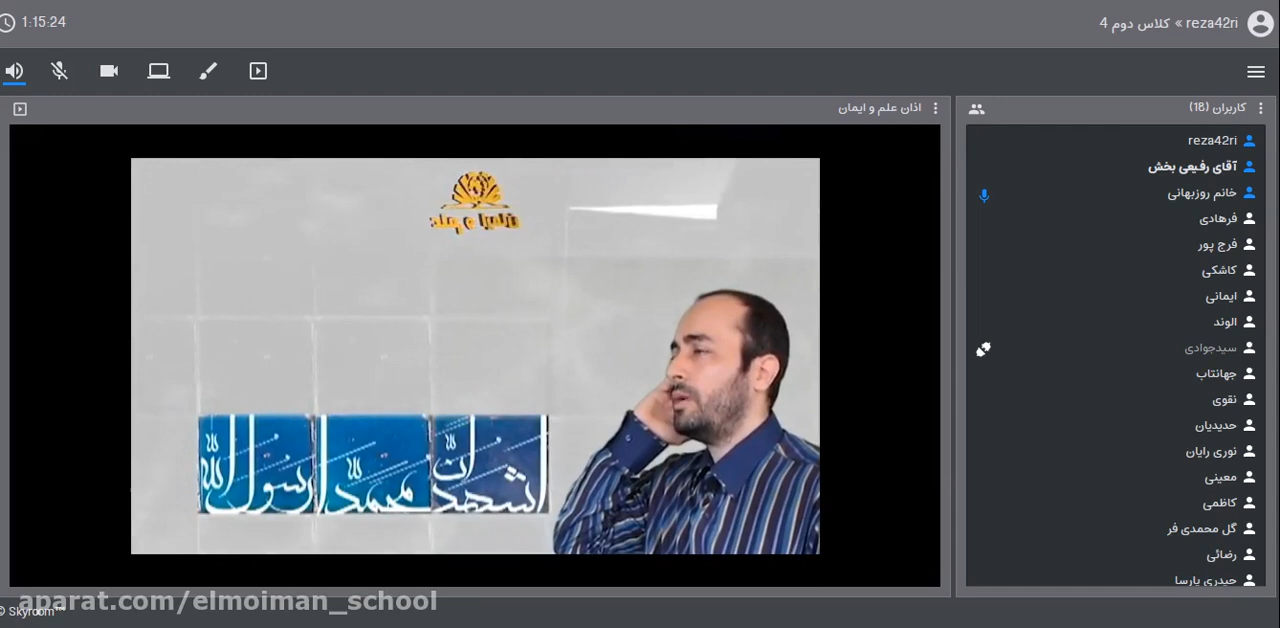 1:15:24
reza42ri » کلاس دوم 4
اذان علم و ایمان
کاربران (18)
reza42ri
آقای رفیعی بخش
خانم روزبهانی
فرهادی
فرج پور
کاشکی
ایمانی
الوند
سیدجوادی
جهانتاب
نقوی
حدیدیان
نوری رایان
معینی
کاظمی
گل محمدی فر
رضائی
حیدری پارسا
اشهد ان محمدا رسول الله
aparat.com/elmoiman_school
© Skyroom™